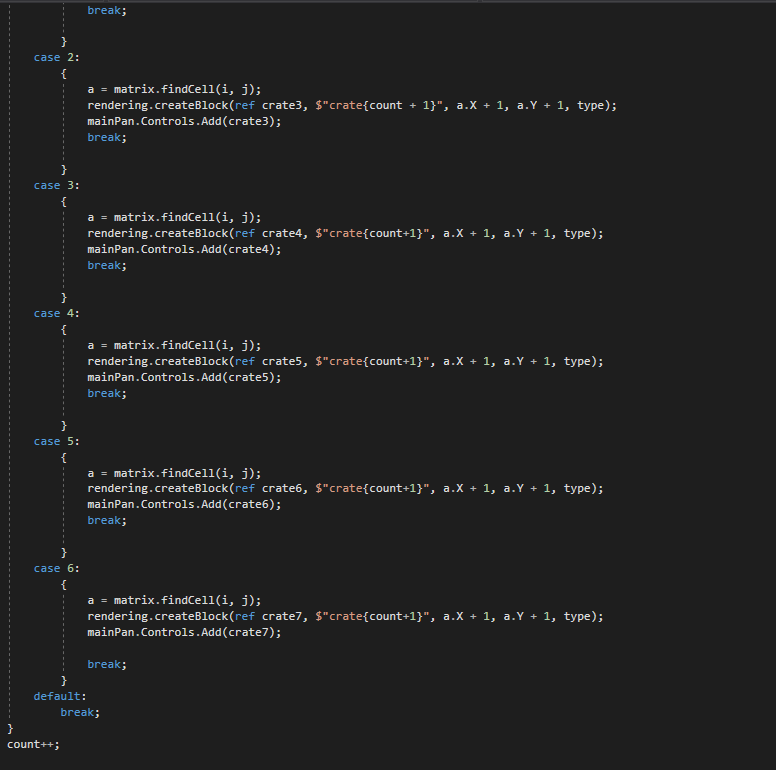 break;
}
case 2:
{
a = matrix.findCell(i, j);
rendering.createBlock(ref crate3, $"crate{count + 1}", a.X + 1, a.Y + 1, type);
mainPan.Controls.Add(crate3);
break;
}
case 3:
{
a = matrix.findCell(i, j);
rendering.createBlock(ref crate4, $"crate{count+1}", a.X + 1, a.Y + 1, type);
mainPan.Controls.Add(crate4);
break;
}
case 4:
{
a = matrix.findCell(i, j);
rendering.createBlock(ref crate5, $"crate{count+1}", a.X + 1, a.Y + 1, type);
mainPan.Controls.Add(crate5);
break;
}
case 5:
{
a = matrix.findCell(i, j);
rendering.createBlock(ref crate6, $"crate{count+1}", a.X + 1, a.Y + 1, type);
mainPan.Controls.Add(crate6);
break;
}
case 6:
{
a = matrix.findCell(i, j);
rendering.createBlock(ref crate7, $"crate{count+1}", a.X + 1, a.Y + 1, type);
mainPan.Controls.Add(crate7);
break;
}
default:
break;
}
count++;